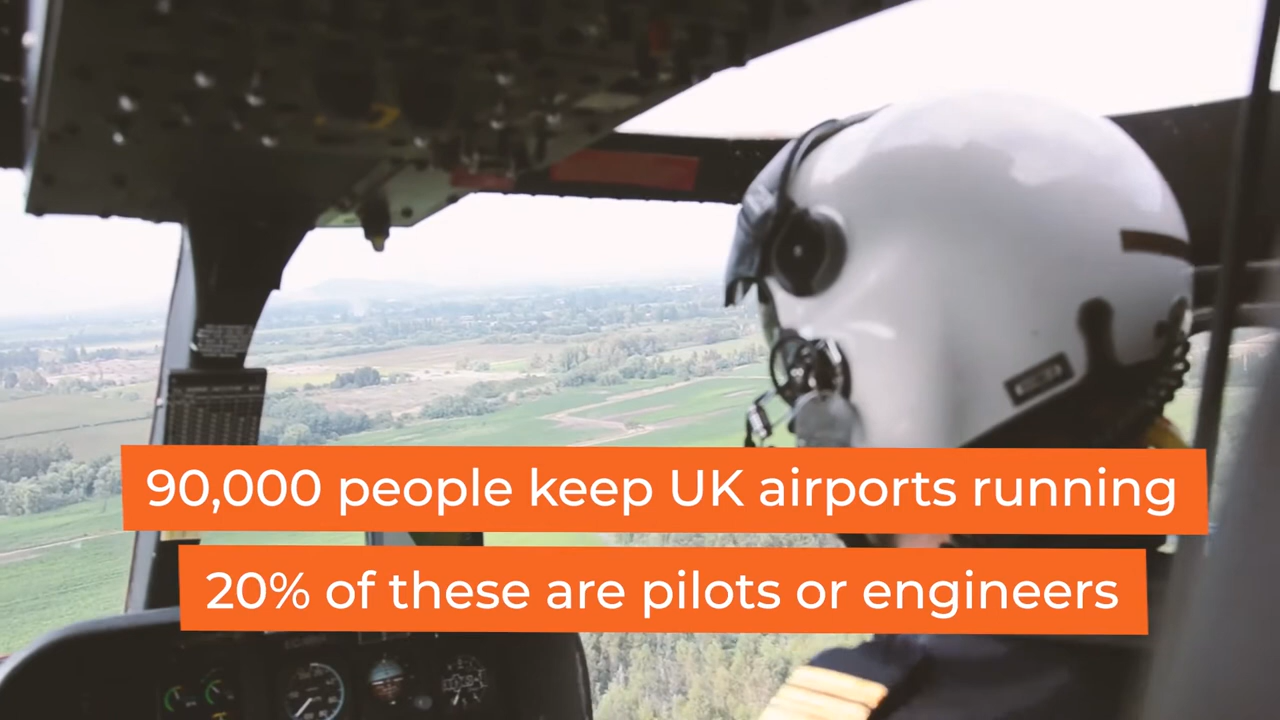 90,000 people keep UK airports running
20% of these are pilots or engineers